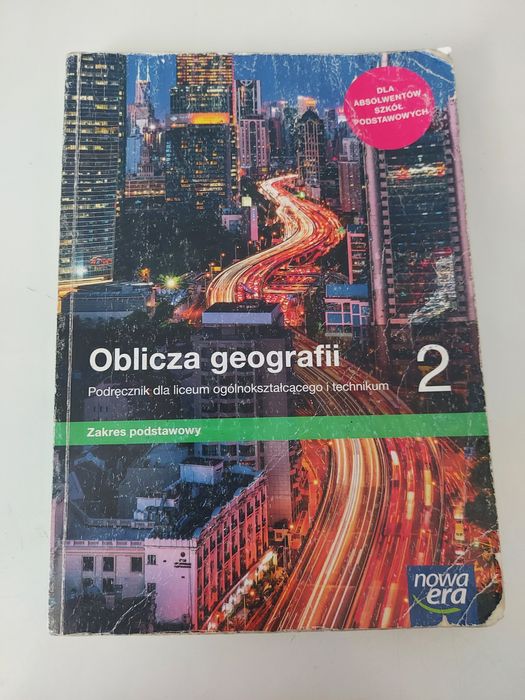 DLA
ABSOLWENTÓW
SZKÓŁ
PODSTAWOWYCH
Oblicza geografii 2
Podręcznik dla liceum ogólnokształcącego i technikum
Zakres podstawowy
nowa
era